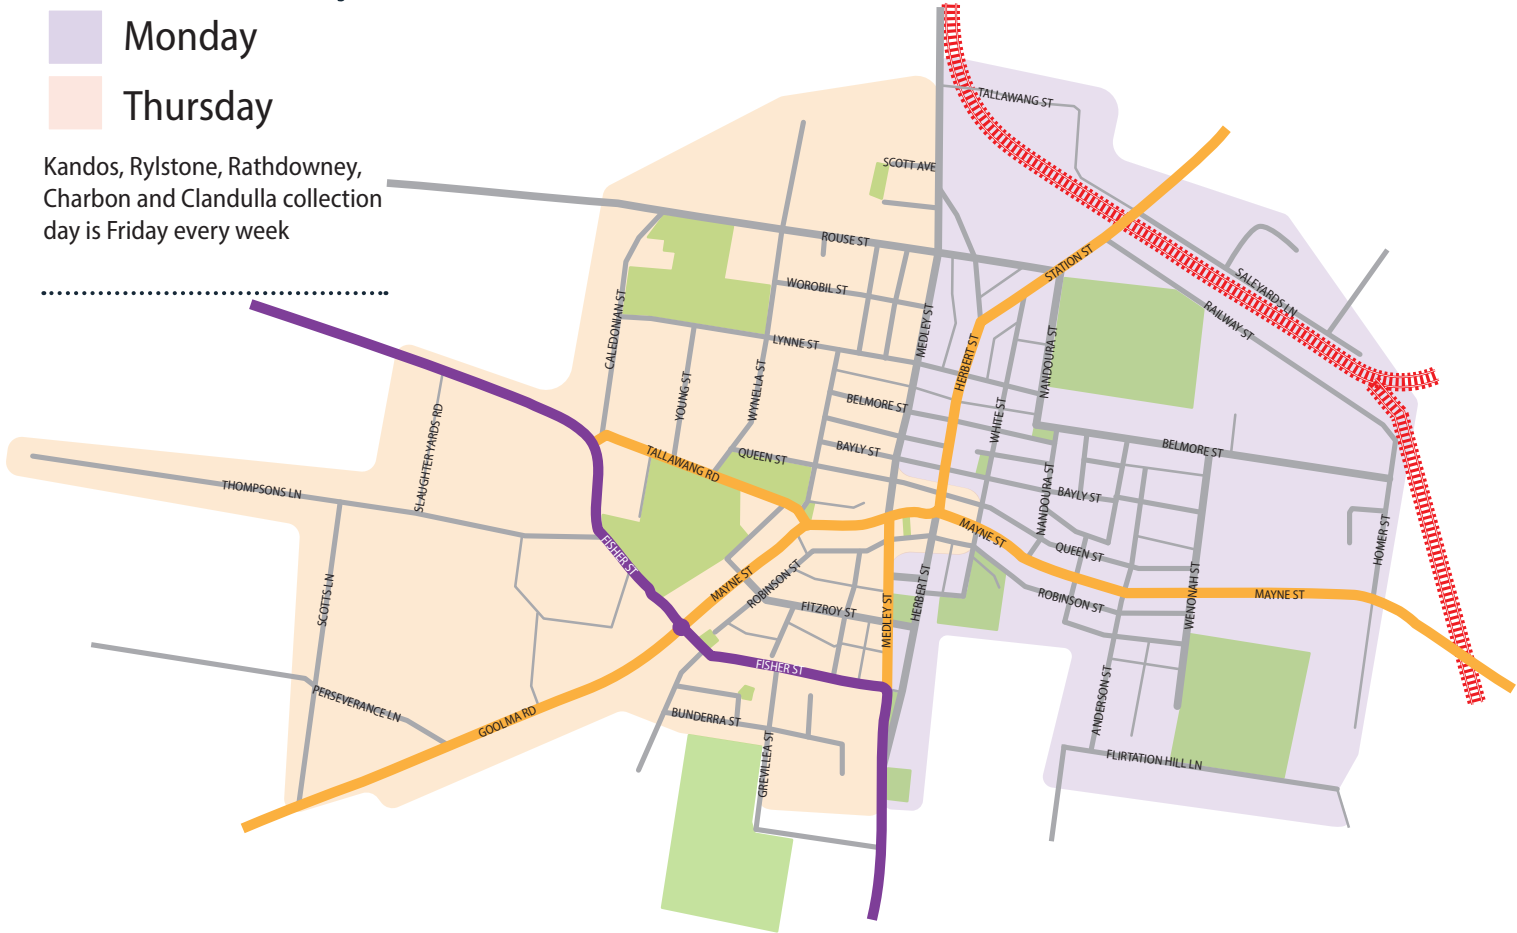 Monday
Thursday
Kandos, Rylstone, Rathdowney,
Charbon and Clandulla collection
day is Friday every week
TALLAWANG ST
SCOTT AVE
ROUSE ST
STATION ST
WOROBIL ST
SALEYARDS LN
RAILWAY ST
CALEDONIAN ST
MEDLEY ST
LYNNE ST
HERBERT ST
NANDOURA ST
YOUNG ST
WYNELLA ST
BELMORE ST
WHITE ST
SLAUGHTER YARDS RD
BAYLY ST
BELMORE ST
TALLAWANG RD
QUEEN ST
THOMPSONS LN
BAYLY ST
NANDOURA ST
MAYNE ST
HOMER ST
FISHER ST
QUEEN ST
MAYNE ST
ROBINSON ST
SCOTTS LN
FITZROY ST
MEDLEY ST
HERBERT ST
ROBINSON ST
WENONAH ST
MAYNE ST
FISHER ST
PERSEVERANCE LN
GOOLMA RD
BUNDERRA ST
ANDERSON ST
GREVILLEA ST
FLIRTATION HILL LN